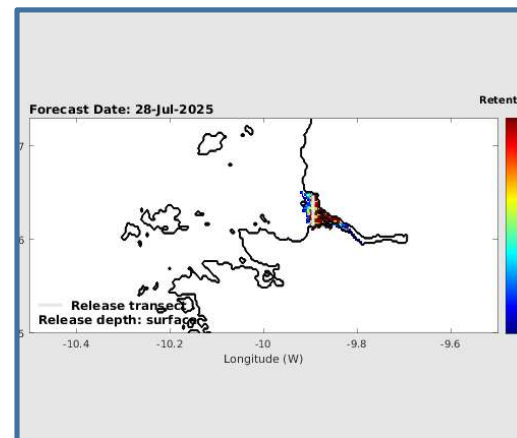 Retent
Forecast Date: 28-Jul-2025
7
6
5
Release transect
Release depth: surface
-10.4 -10.2 -10 -9.8 -9.6
Longitude (W)